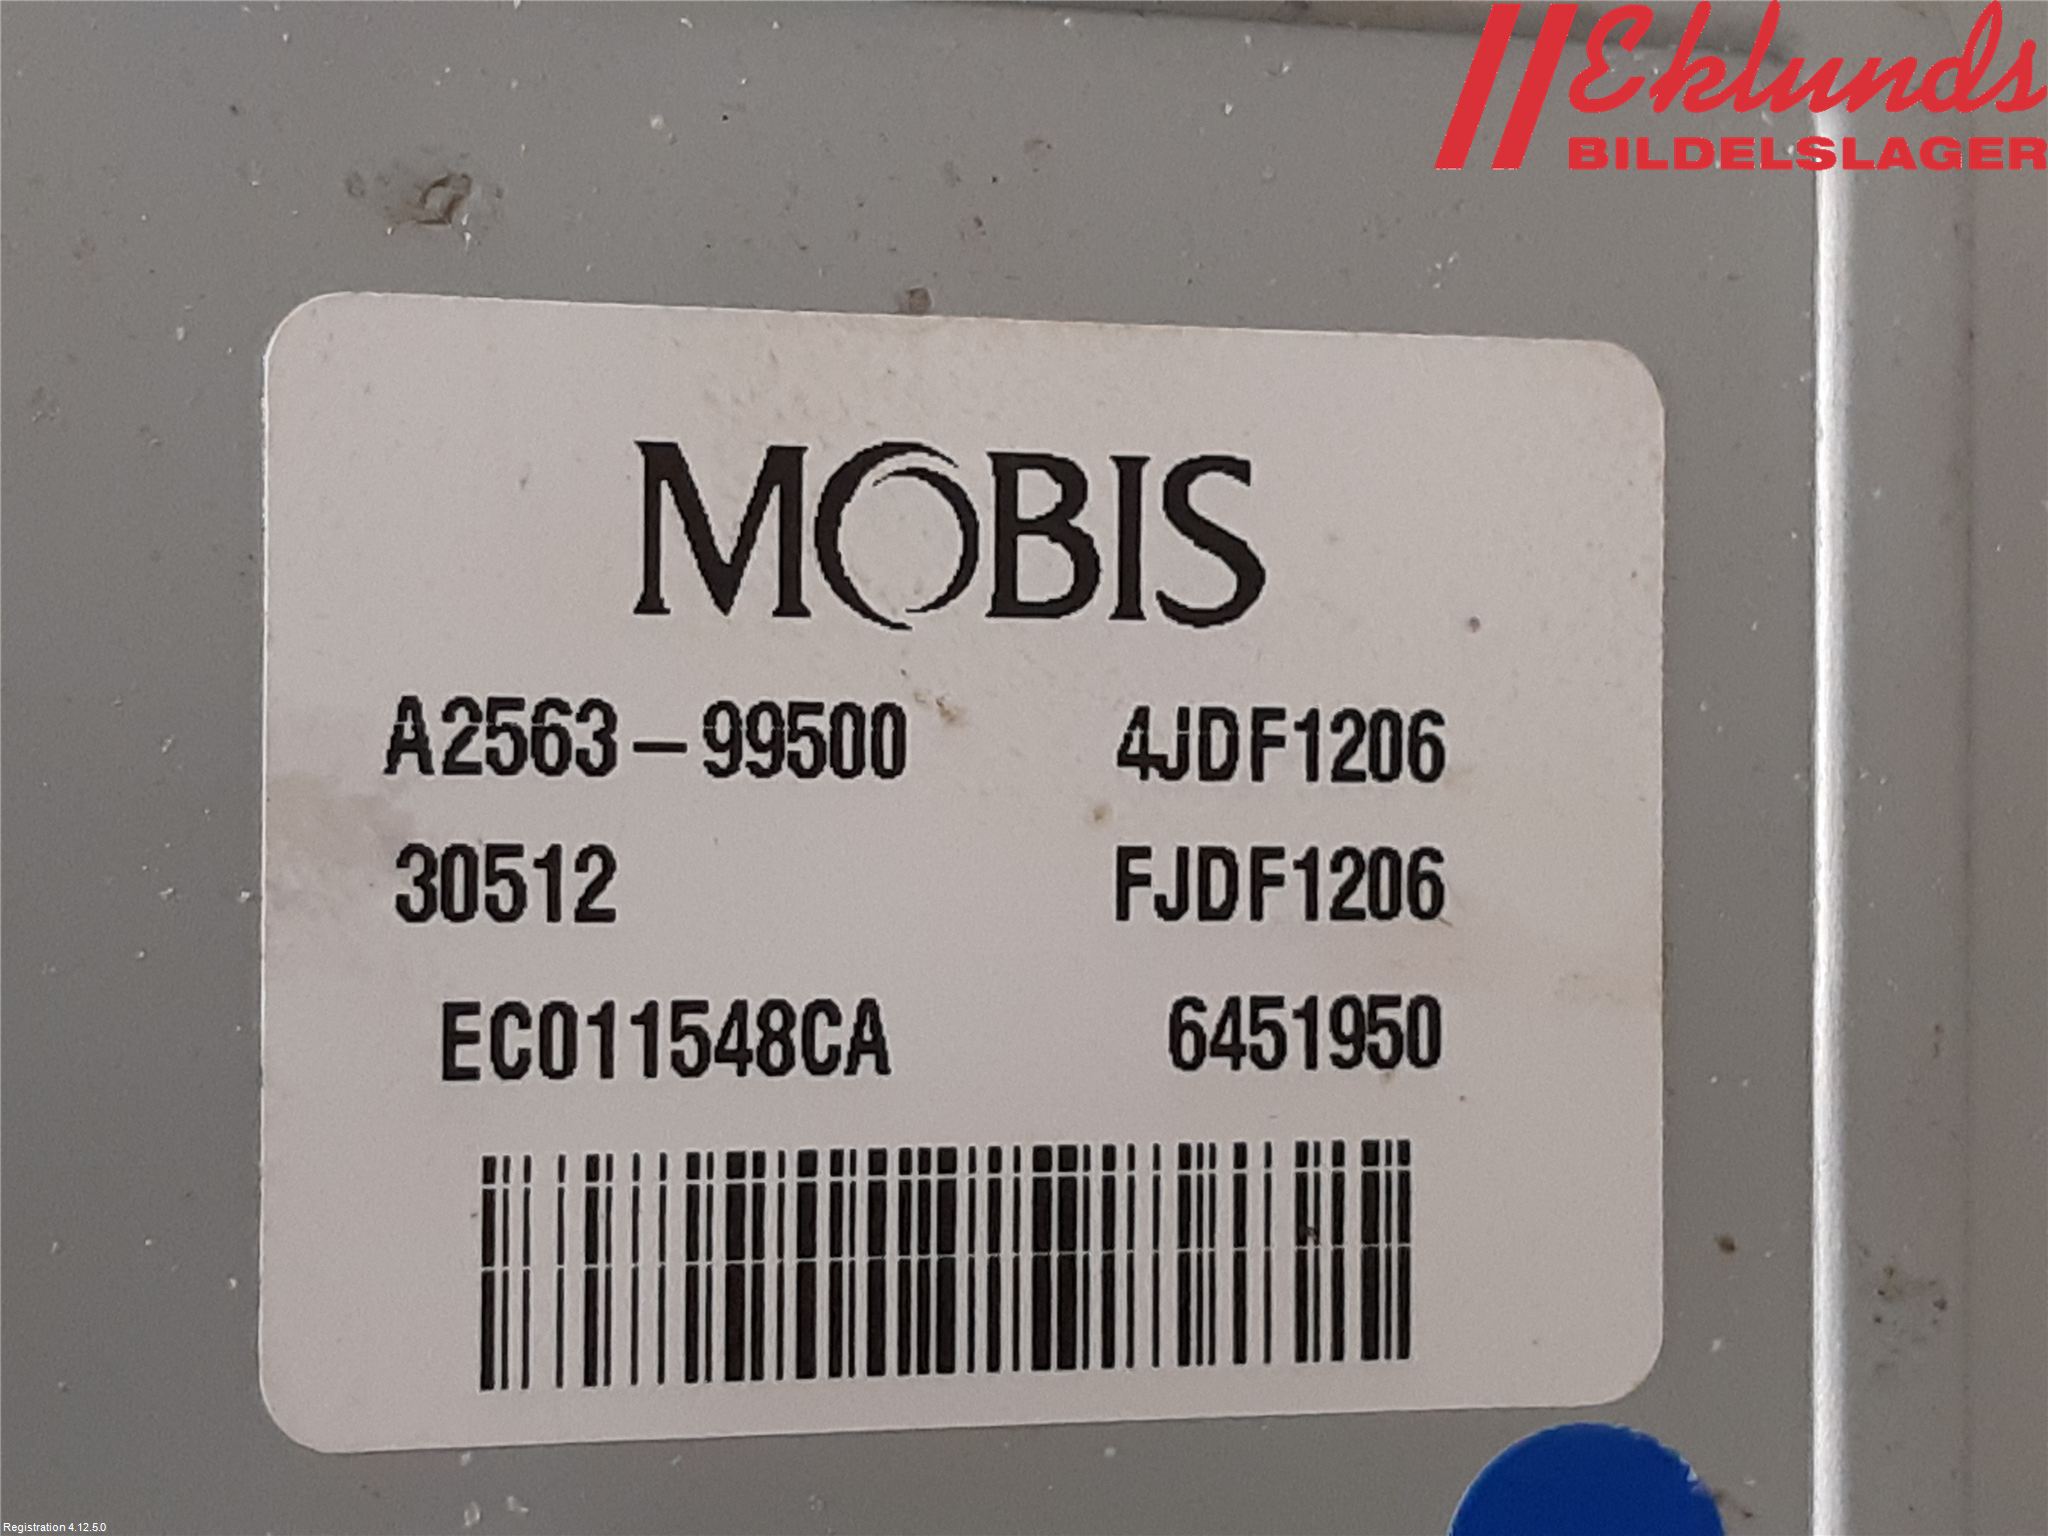 Eklunds
BILDELSLAGER
MOBIS
A2563-99500 4JDF1206
30512 FJDF1206
EC011548CA 6451950
Registration 4.12.5.0